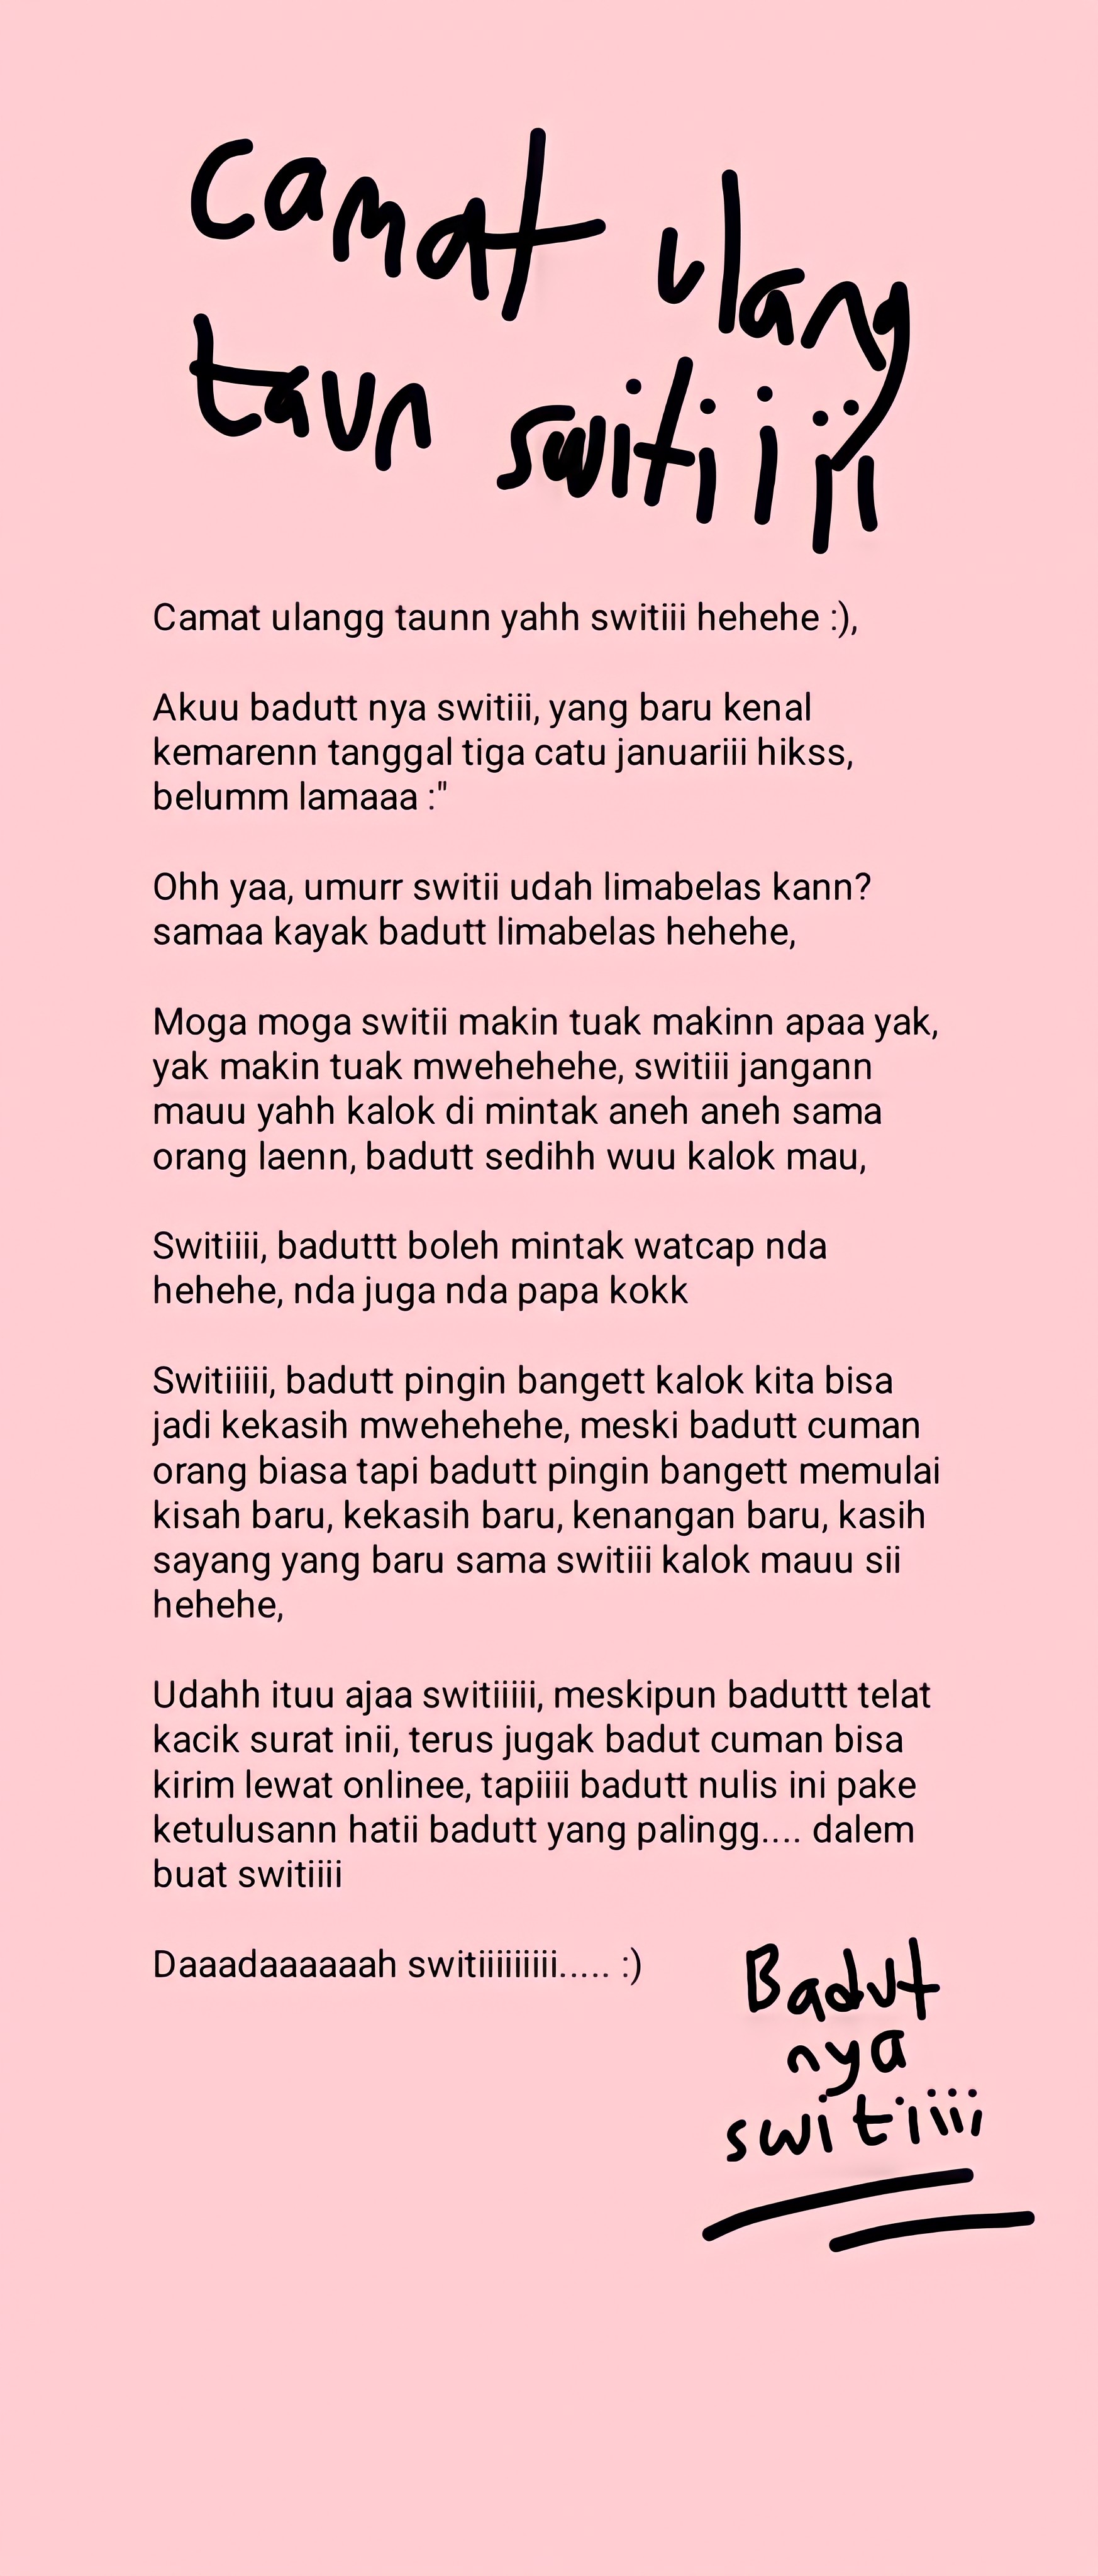 camat ulang
taun switiiii
Camat ulangg taunn yahh switiii hehehe :),
Akuu badutt nya switiii, yang baru kenal
kemarenn tanggal tiga catu januariii hikss,
belumm lamaaa :"
Ohh yaa, umurr switii udah limabelas kann?
samaa kayak badutt limabelas hehehe,
Moga moga switii makin tuak makinn apaa yak,
yak makin tuak mwehehehe, switiii jangann
mauu yahh kalok di mintak aneh aneh sama
orang laenn, badutt sedihh wuu kalok mau,
Switiiii, baduttt boleh mintak watcap nda
hehehe, nda juga nda papa kokk
Switiiiii, badutt pingin bangett kalok kita bisa
jadi kekasih mwehehehe, meski badutt cuman
orang biasa tapi badutt pingin bangett memulai
kisah baru, kekasih baru, kenangan baru, kasih
sayang yang baru sama switiii kalok mauu sii
hehehe,
Udahh ituu ajaa switiiiii, meskipun baduttt telat
kacik surat inii, terus jugak badut cuman bisa
kirim lewat onlinee, tapiiii badutt nulis ini pake
ketulusann hatii badutt yang palingg.... dalem
buat switiiii
Daaadaaaaaah switiiiiiiiii..... :)
Badut
nya
switiiii